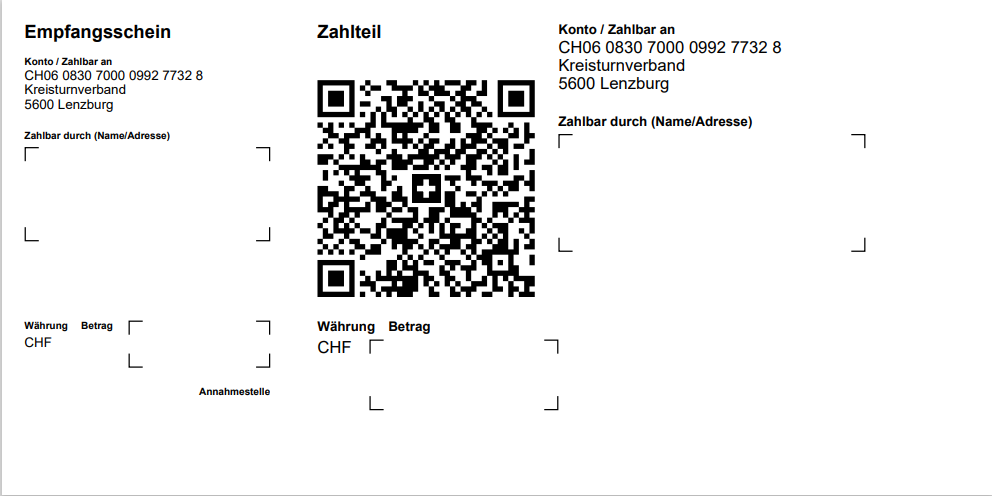 Empfangsschein
Konto / Zahlbar an
CH06 0830 7000 0992 7732 8
Kreisturnverband
5600 Lenzburg
Zahlbar durch (Name/Adresse)
Währung Betrag
CHF
Annahmestelle
Zahlteil
Währung Betrag
CHF
Konto / Zahlbar an
CH06 0830 7000 0992 7732 8
Kreisturnverband
5600 Lenzburg
Zahlbar durch (Name/Adresse)